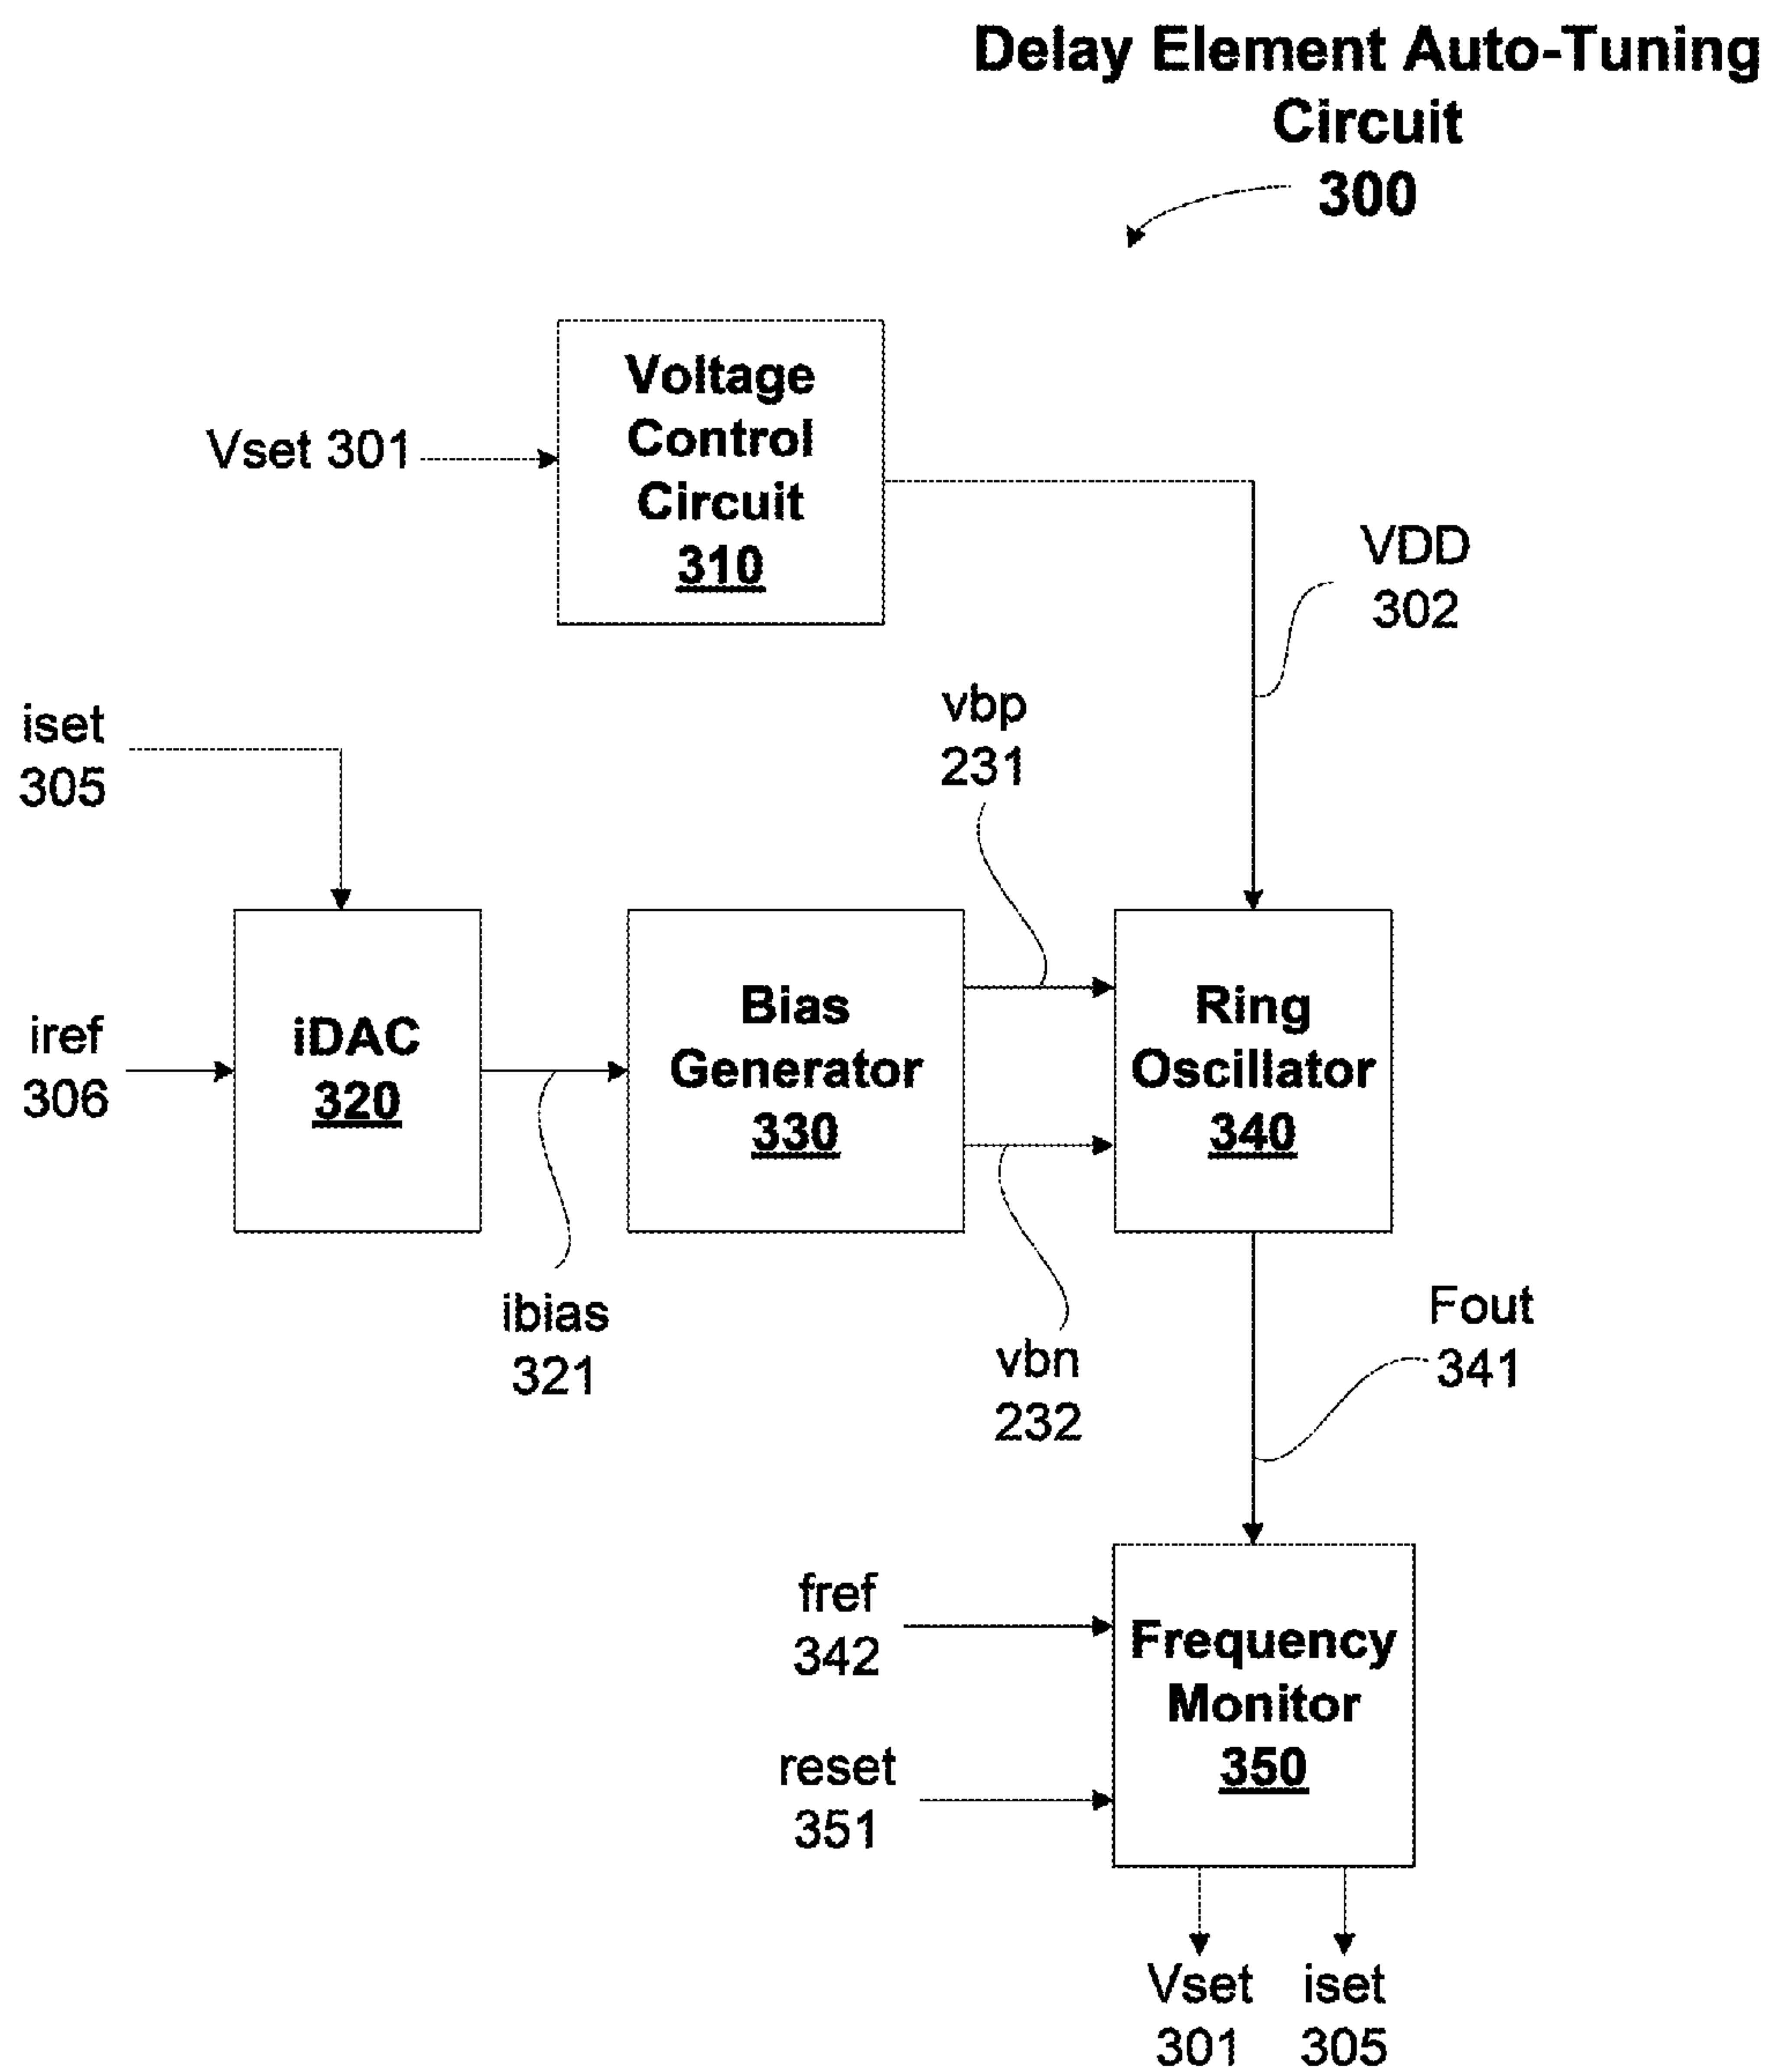 Delay Element Auto-Tuning
Circuit
300
Voltage
Control
Circuit
310
Vset 301
VDD
302
vbp
231
iset
305
iref
306
iDAC
320
Bias
Generator
330
Ring
Oscillator
340
ibias
321
vbn
232
Fout
341
fref
342
reset
351
Frequency
Monitor
350
Vset
301
iset
305